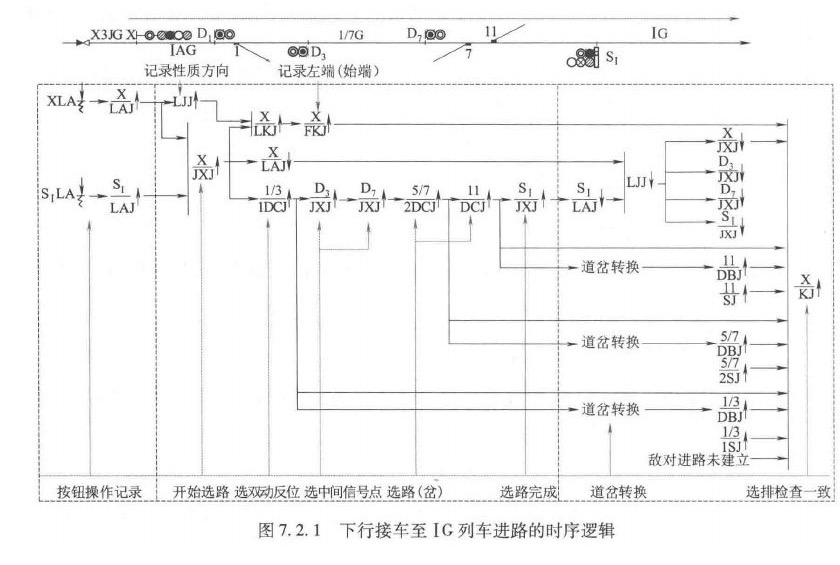 X3JG X D₁ D₇ 11 IG
IAG 1 D₃ 1/7G 7 S_I
记录性质方向 记录左端(始端)
XLA X/LAJ↑ LJJ↑ X/LKJ↑ X/FKJ↑
X/JXJ↑ X/LAJ↓ X/JXJ↓
D₃/JXJ↓
S_I LA S_I/LAJ↑ 1/3/1DCJ↑ D₃/JXJ↑ D₇/JXJ↑ 5/7/2DCJ↑ 11/DCJ↑ S_I/JXJ↑ S_I/LAJ↓ LJJ↓ D₇/JXJ↓
S_I/JXJ↓
道岔转换 11/DBJ↑
11/SJ↑ X/KJ↑
道岔转换 5/7/DBJ↑
5/7/2SJ↑
道岔转换 1/3/DBJ↑
1/3/1SJ↑
敌对进路未建立
按钮操作记录 开始选路 选双动反位 选中间信号点 选路(岔) 选路完成 道岔转换 选排检查一致
图 7.2.1 下行接车至 IG 列车进路的时序逻辑